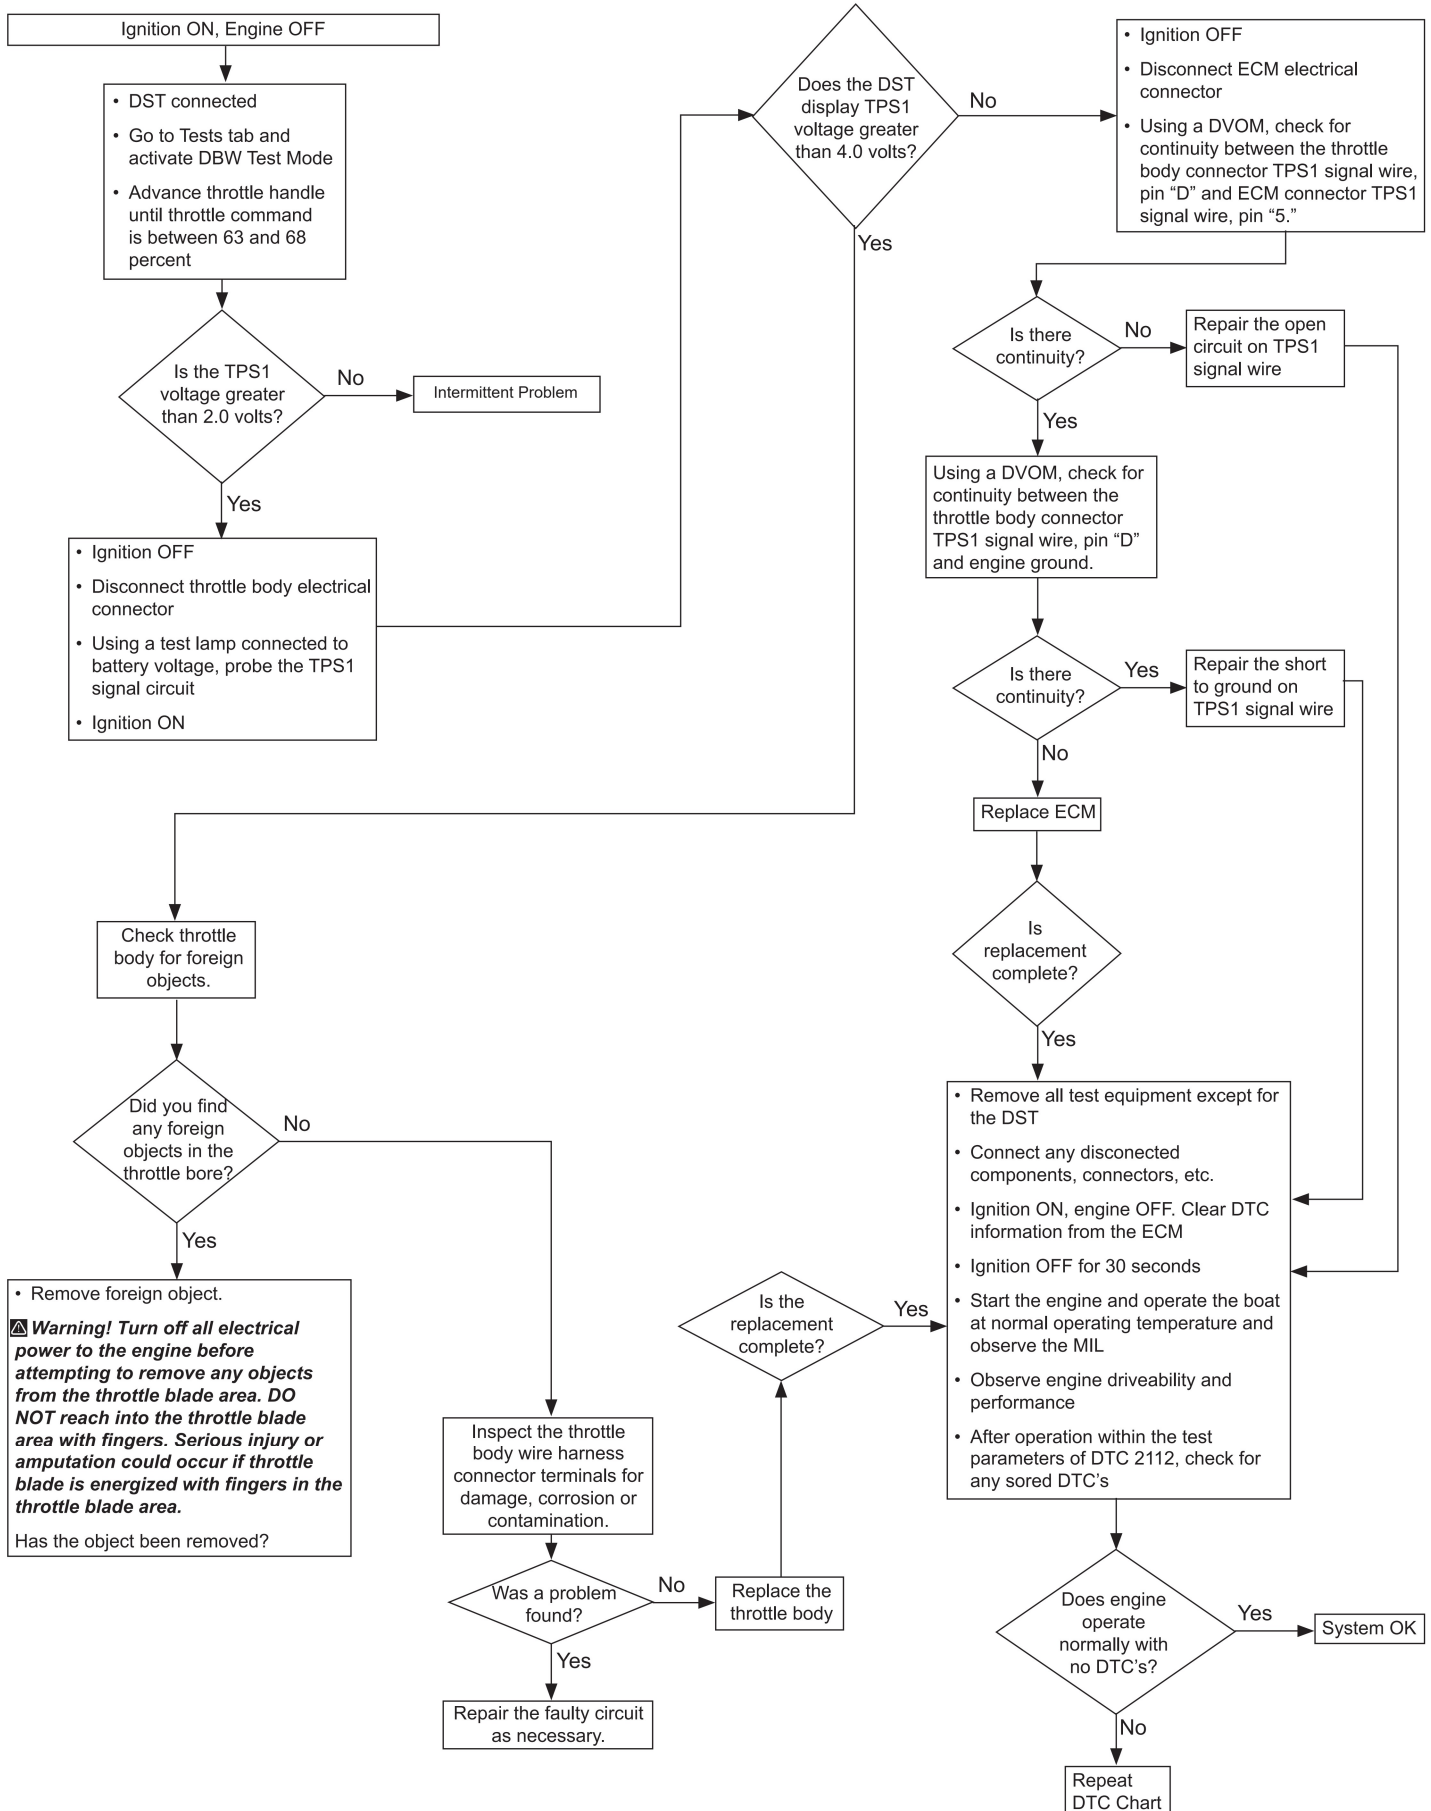 Ignition ON, Engine OFF
• DST connected
• Go to Tests tab and
activate DBW Test Mode
• Advance throttle handle
until throttle command
is between 63 and 68
percent
Is the TPS1
voltage greater
than 2.0 volts?
No
Intermittent Problem
Yes
• Ignition OFF
• Disconnect throttle body electrical
connector
• Using a test lamp connected to
battery voltage, probe the TPS1
signal circuit
• Ignition ON
Does the DST
display TPS1
voltage greater
than 4.0 volts?
No
Yes
• Ignition OFF
• Disconnect ECM electrical
connector
• Using a DVOM, check for
continuity between the throttle
body connector TPS1 signal wire,
pin “D” and ECM connector TPS1
signal wire, pin “5.”
Is there
continuity?
No
Repair the open
circuit on TPS1
signal wire
Yes
Using a DVOM, check for
continuity between the
throttle body connector
TPS1 signal wire, pin “D”
and engine ground.
Is there
continuity?
Yes
Repair the short
to ground on
TPS1 signal wire
No
Replace ECM
Is
replacement
complete?
Yes
Check throttle
body for foreign
objects.
Did you find
any foreign
objects in the
throttle bore?
No
Yes
• Remove foreign object.
Warning! Turn off all electrical
power to the engine before
attempting to remove any objects
from the throttle blade area. DO
NOT reach into the throttle blade
area with fingers. Serious injury or
amputation could occur if throttle
blade is energized with fingers in the
throttle blade area.
Has the object been removed?
Inspect the throttle
body wire harness
connector terminals for
damage, corrosion or
contamination.
Was a problem
found?
No
Replace the
throttle body
Yes
Repair the faulty circuit
as necessary.
Is the
replacement
complete?
Yes
• Remove all test equipment except for
the DST
• Connect any disconected
components, connectors, etc.
• Ignition ON, engine OFF. Clear DTC
information from the ECM
• Ignition OFF for 30 seconds
• Start the engine and operate the boat
at normal operating temperature and
observe the MIL
• Observe engine driveability and
performance
• After operation within the test
parameters of DTC 2112, check for
any sored DTC’s
Does engine
operate
normally with
no DTC’s?
Yes
System OK
No
Repeat
DTC Chart